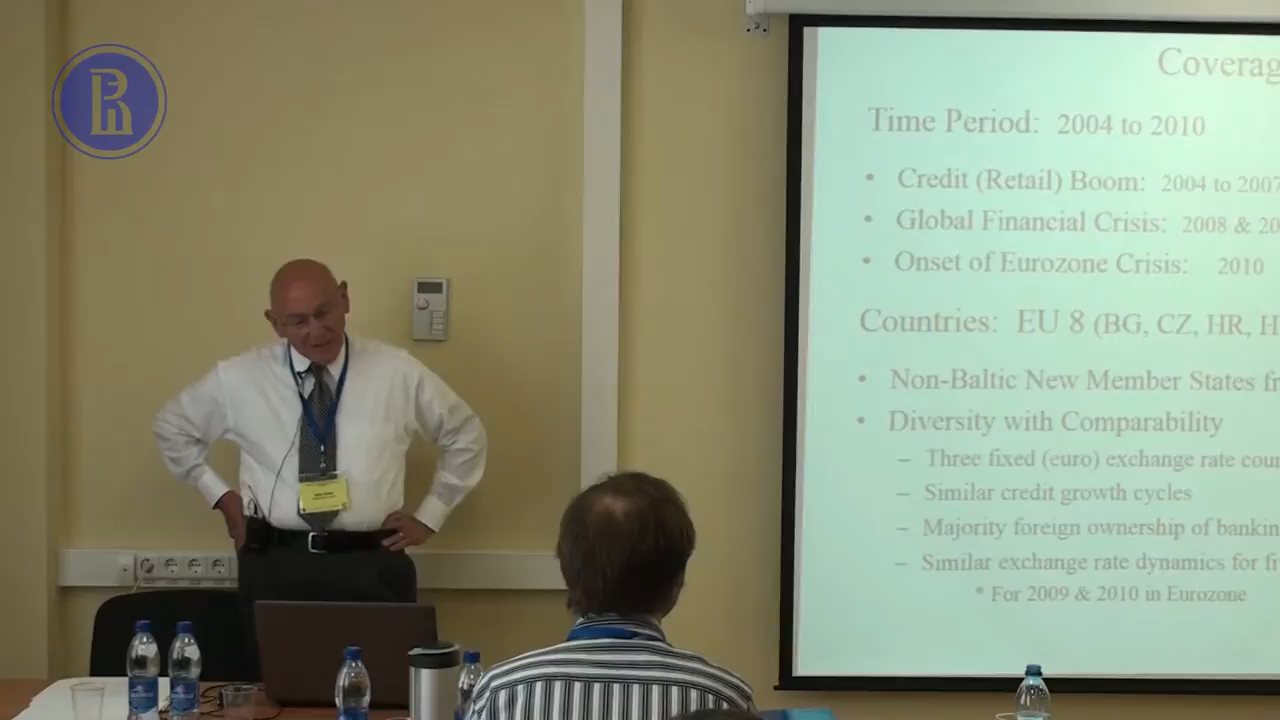 Coverag
Time Period: 2004 to 2010
• Credit (Retail) Boom: 2004 to 2007
• Global Financial Crisis: 2008 & 20
• Onset of Eurozone Crisis: 2010
Countries: EU 8 (BG, CZ, HR, H
• Non-Baltic New Member States fr
• Diversity with Comparability
– Three fixed (euro) exchange rate cou
– Similar credit growth cycles
– Majority foreign ownership of bankin
– Similar exchange rate dynamics for fi
* For 2009 & 2010 in Eurozone